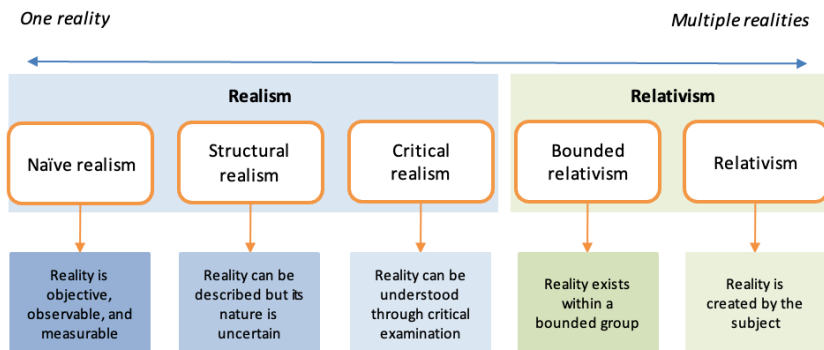 One reality
Multiple realities
Realism
Relativism
Naïve realism
Structural
realism
Critical
realism
Bounded
relativism
Relativism
Reality is
objective,
observable, and
measurable
Reality can be
described but its
nature is
uncertain
Reality can be
understood
through critical
examination
Reality exists
within a
bounded group
Reality is
created by the
subject